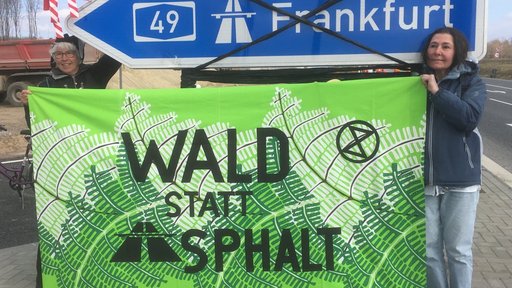 49 Frankfurt
WALD
STATT
ASPHALT